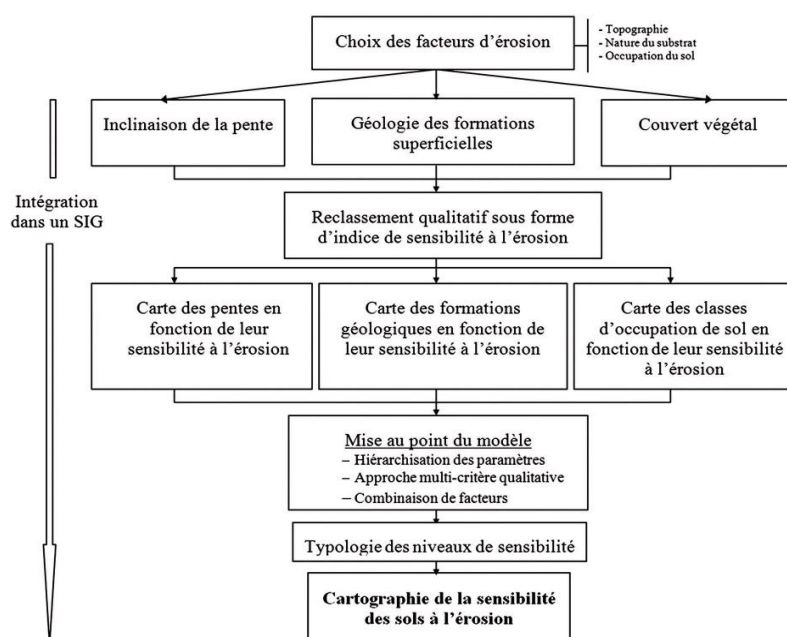 Choix des facteurs d'érosion
- Topographie
- Nature du substrat
- Occupation du sol
Inclinaison de la pente
Géologie des formations
superficielles
Couvert végétal
Intégration
dans un SIG
Reclassement qualitatif sous forme
d'indice de sensibilité à l'érosion
Carte des pentes en
fonction de leur
sensibilité à l'érosion
Carte des formations
géologiques en fonction de
leur sensibilité à l'érosion
Carte des classes
d'occupation de sol en
fonction de leur sensibilité
à l'érosion
Mise au point du modèle
– Hiérarchisation des paramètres
– Approche multi-critère qualitative
– Combinaison de facteurs
Typologie des niveaux de sensibilité
Cartographie de la sensibilité
des sols à l'érosion